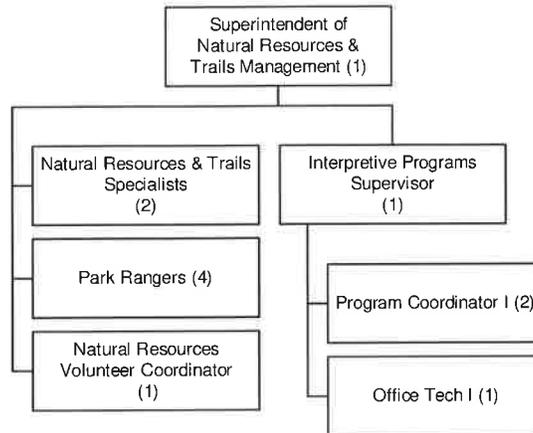 Superintendent of
Natural Resources &
Trails Management (1)
Natural Resources & Trails
Specialists
(2)
Interpretive Programs
Supervisor
(1)
Park Rangers (4)
Program Coordinator I (2)
Natural Resources
Volunteer Coordinator
(1)
Office Tech I (1)